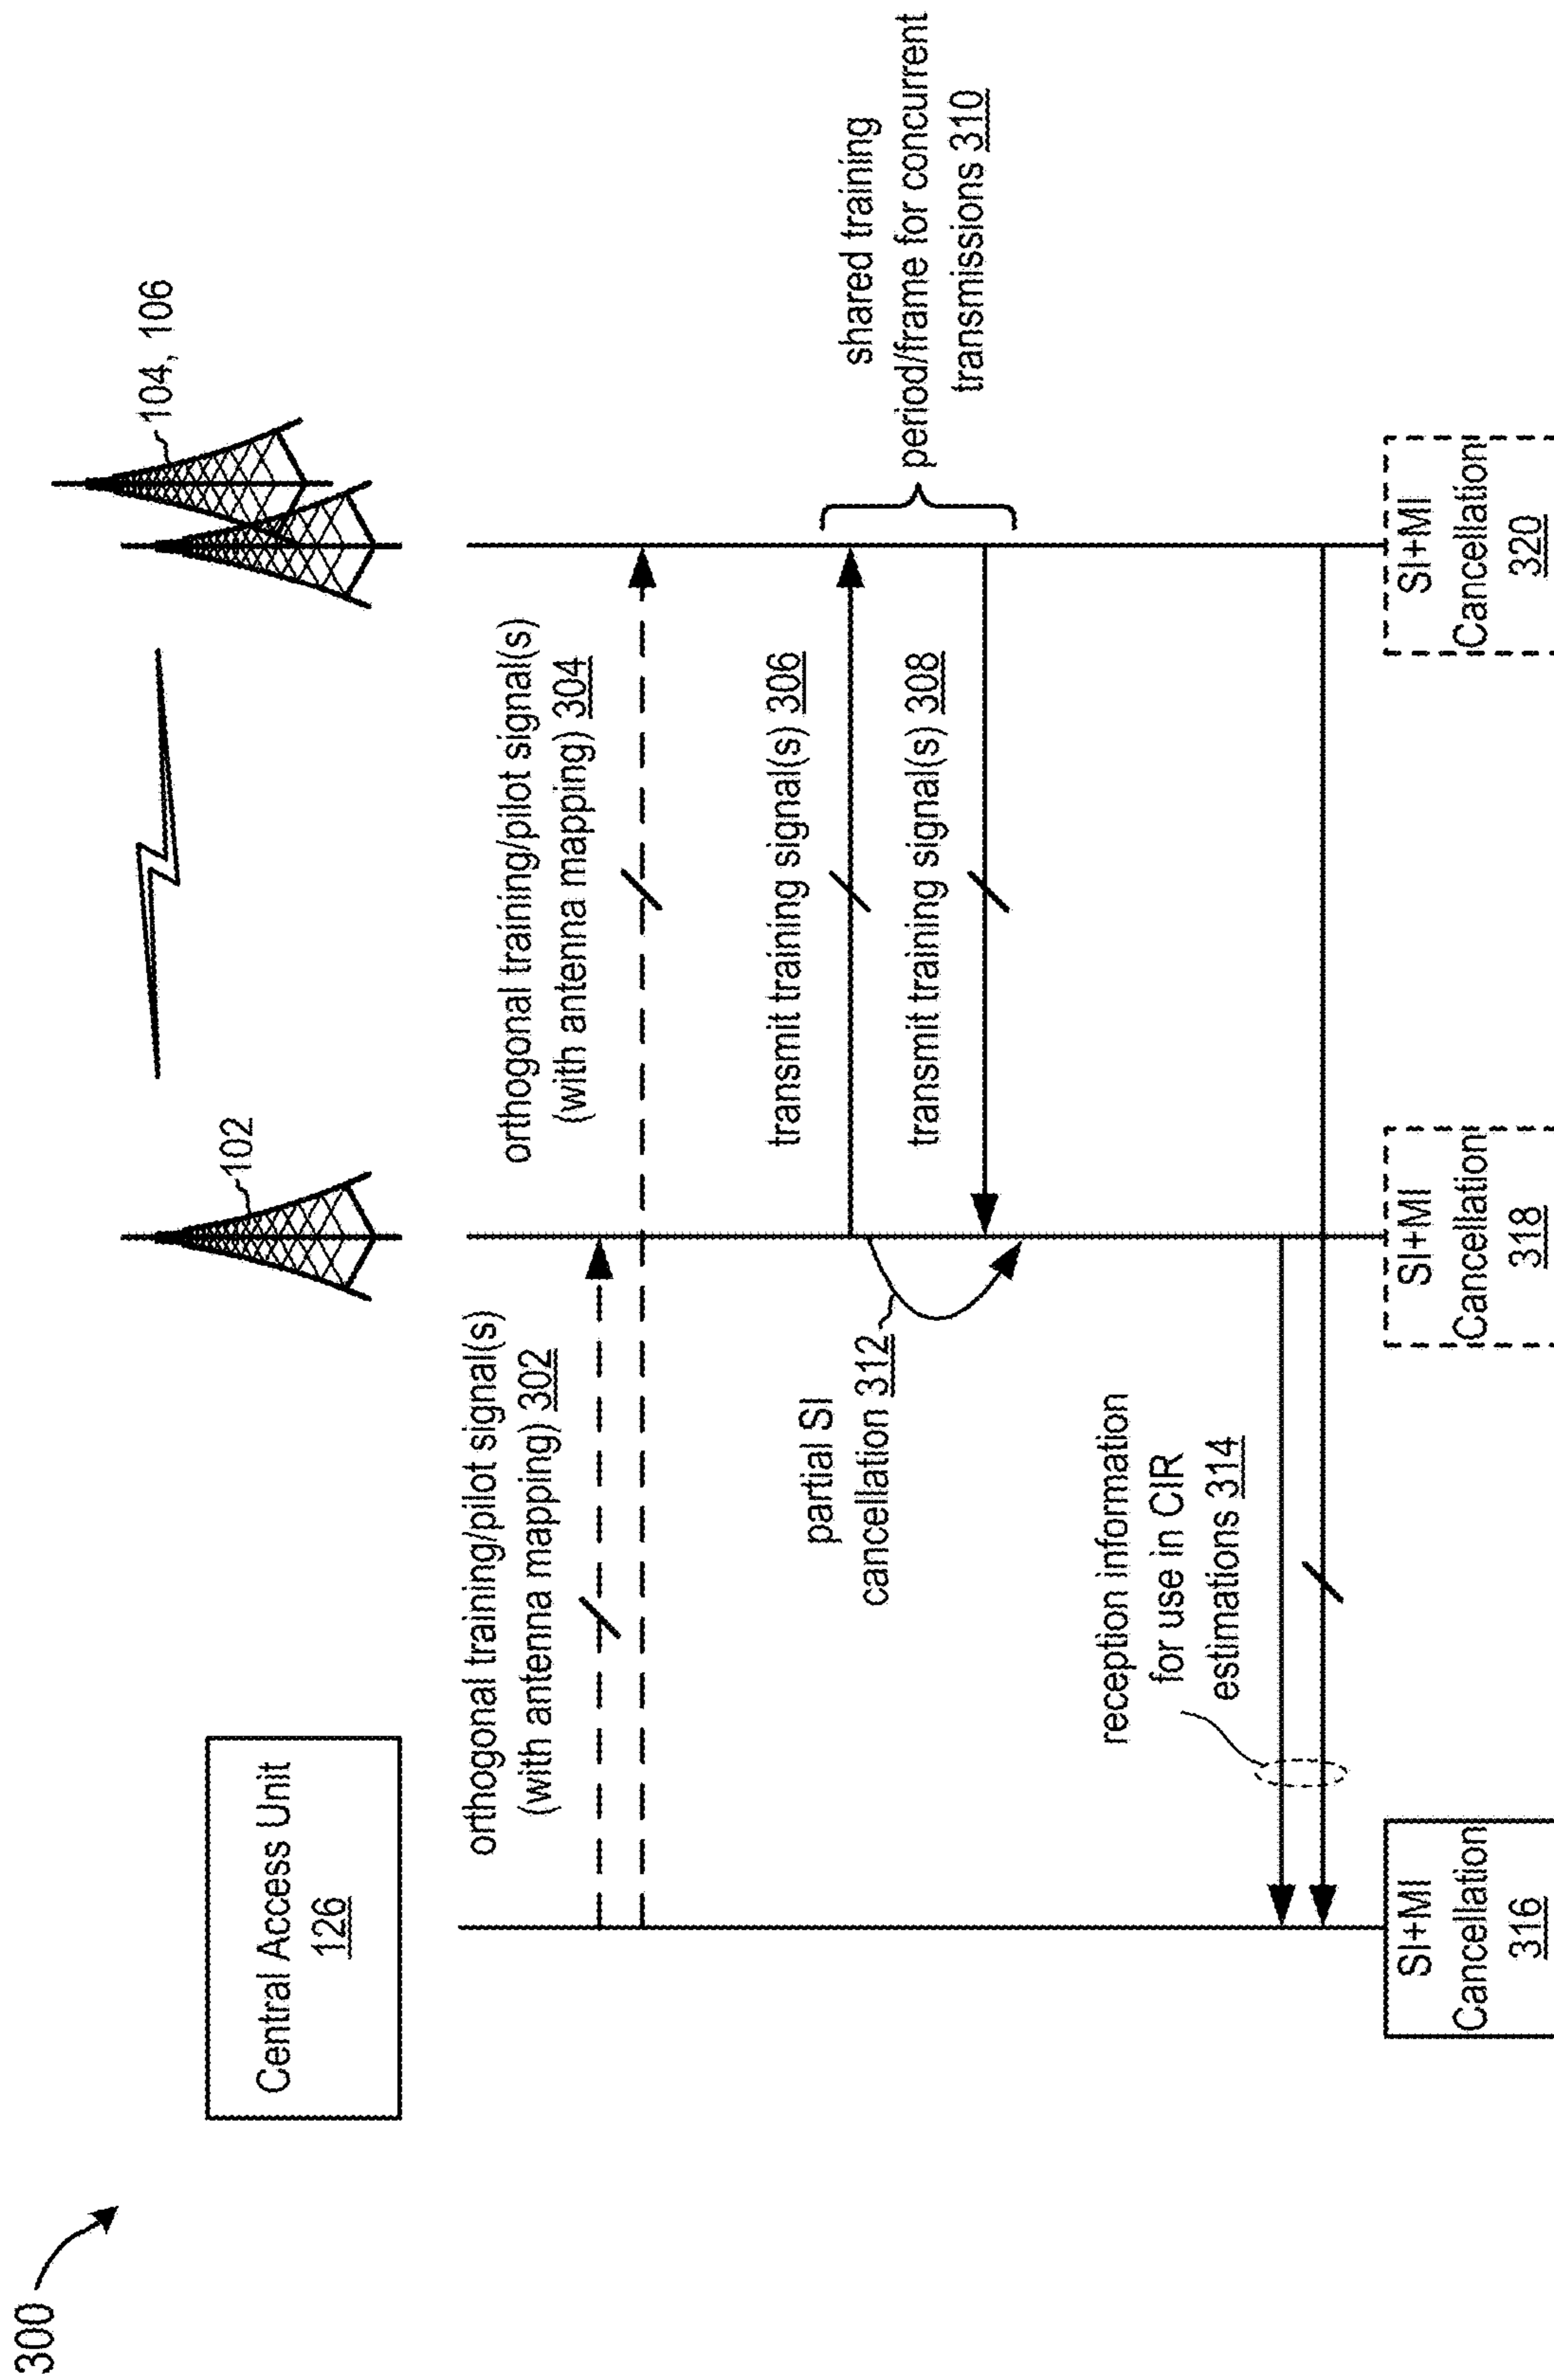 300
Central Access Unit
126
102
104, 106
orthogonal training/pilot signal(s)
(with antenna mapping) 302
orthogonal training/pilot signal(s)
(with antenna mapping) 304
transmit training signal(s) 306
transmit training signal(s) 308
shared training
period/frame for concurrent
transmissions 310
partial SI
cancellation 312
reception information
for use in CIR
estimations 314
SI+MI
Cancellation
316
SI+MI
Cancellation
318
SI+MI
Cancellation
320